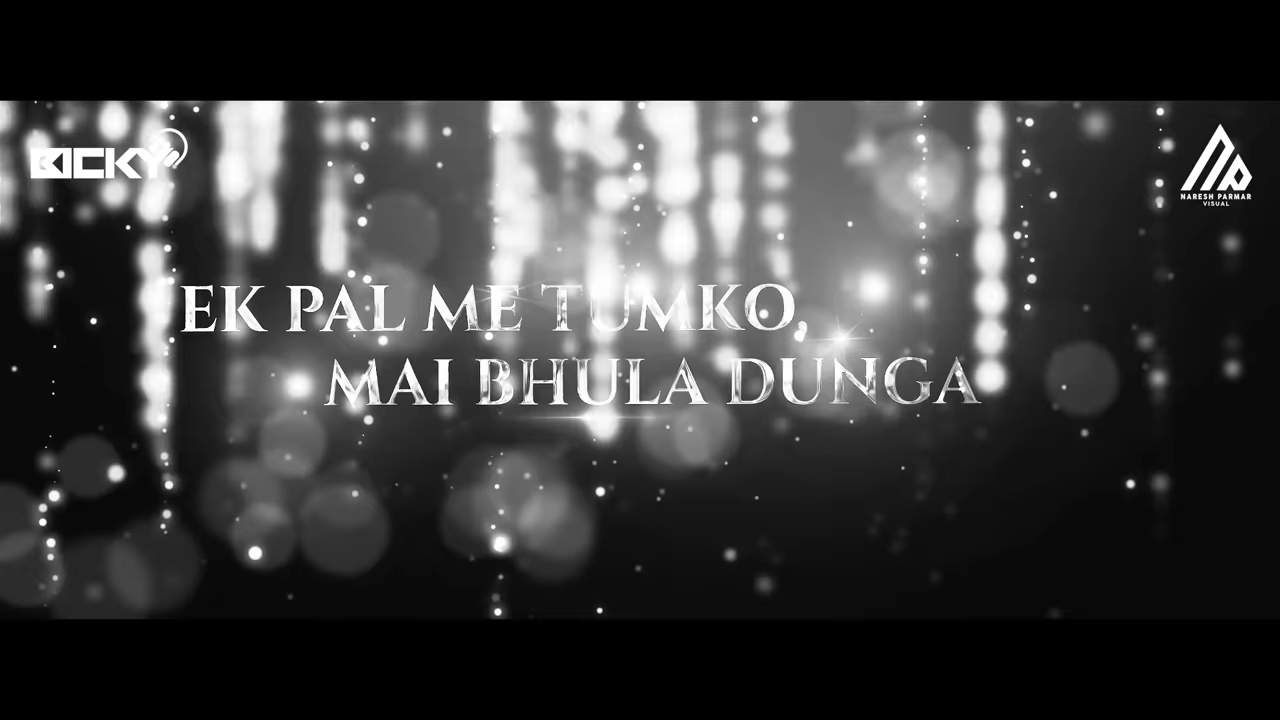 BICKY
NARESH PARMAR
VISUAL
EK PAL ME TUMKO,
MAI BHULA DUNGA